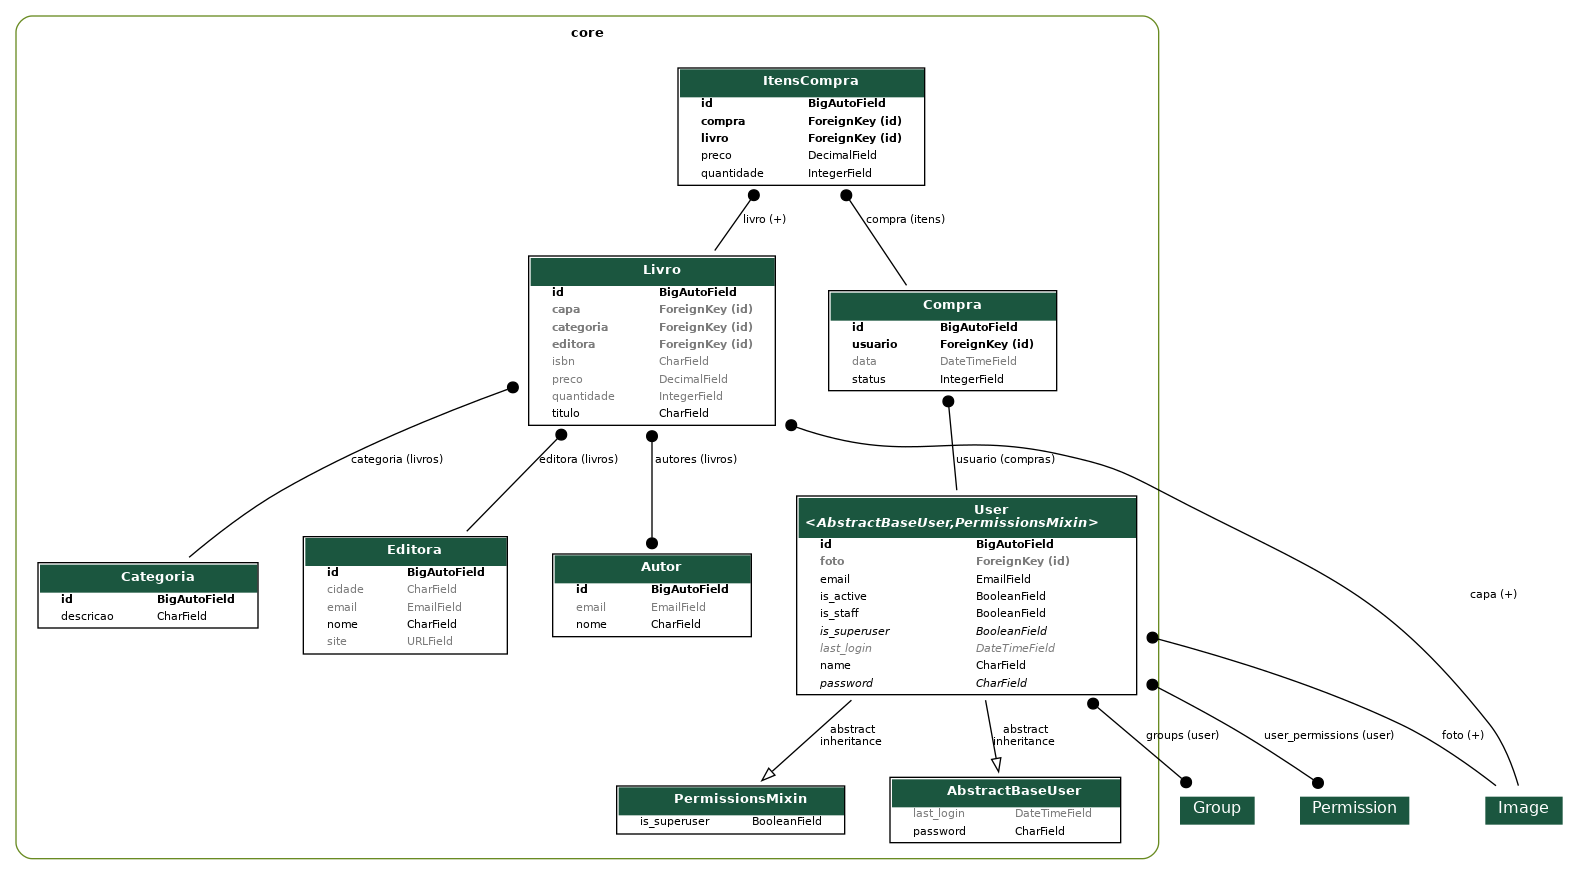 core
ItensCompra
id BigAutoField
compra ForeignKey (id)
livro ForeignKey (id)
preco DecimalField
quantidade IntegerField
livro (+)
compra (itens)
Livro
id BigAutoField
capa ForeignKey (id)
categoria ForeignKey (id)
editora ForeignKey (id)
isbn CharField
preco DecimalField
quantidade IntegerField
titulo CharField
Compra
id BigAutoField
usuario ForeignKey (id)
data DateTimeField
status IntegerField
categoria (livros)
editora (livros)
autores (livros)
usuario (compras)
Categoria
id BigAutoField
descricao CharField
Editora
id BigAutoField
cidade CharField
email EmailField
nome CharField
site URLField
Autor
id BigAutoField
email EmailField
nome CharField
User
<AbstractBaseUser,PermissionsMixin>
id BigAutoField
foto ForeignKey (id)
email EmailField
is_active BooleanField
is_staff BooleanField
is_superuser BooleanField
last_login DateTimeField
name CharField
password CharField
capa (+)
abstract
inheritance
abstract
inheritance
groups (user)
user_permissions (user)
foto (+)
PermissionsMixin
is_superuser BooleanField
AbstractBaseUser
last_login DateTimeField
password CharField
Group
Permission
Image